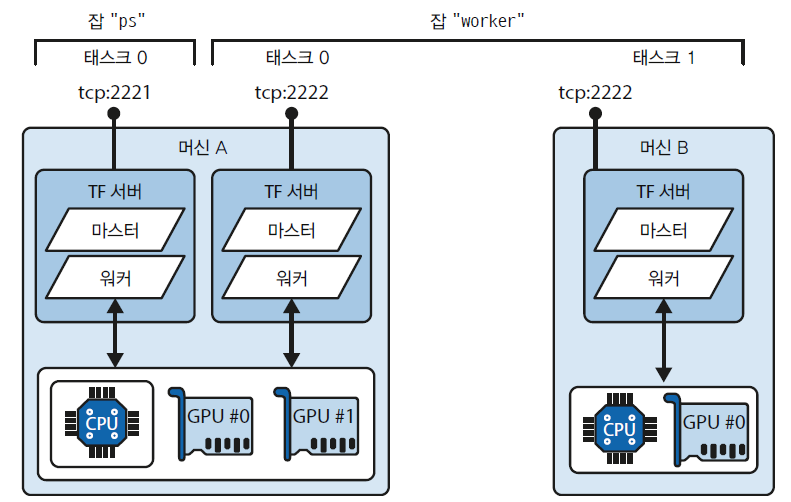 잡 "ps"
잡 "worker"
태스크 0
태스크 0
태스크 1
tcp:2221
tcp:2222
tcp:2222
머신 A
머신 B
TF 서버
TF 서버
TF 서버
마스터
마스터
마스터
워커
워커
워커
CPU
GPU #0
GPU #1
CPU
GPU #0